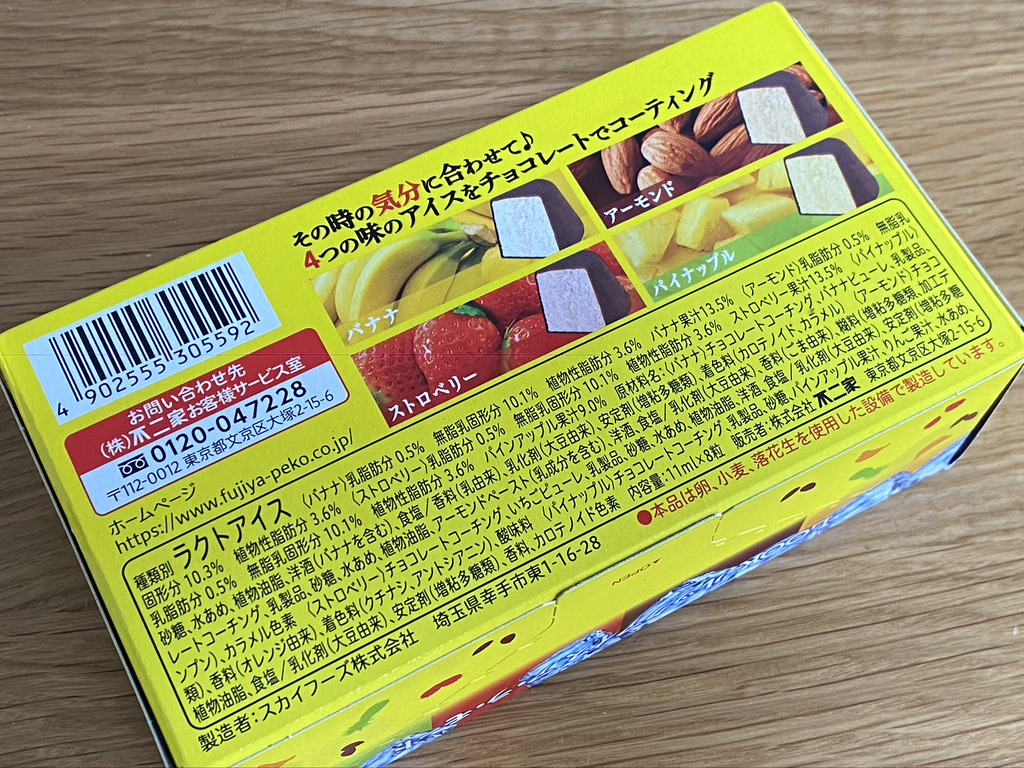 その時の気分に合わせて♪
4つの味のアイスをチョコレートでコーティング
バナナ
アーモンド
ストロベリー
パイナップル
4 902555 305592
お問い合わせ先
(株)不二家お客様サービス室
0120-047228
〒112-0012 東京都文京区大塚2-15-6
ホームページ
https://www.fujiya-peko.co.jp/
種類別 ラクトアイス (バナナ)乳脂肪分 0.5% 無脂乳固形分 10.1% 植物性脂肪分 3.6% バナナ果汁13.5% (アーモンド)乳脂肪分 0.5% 無脂乳
固形分 10.3% 植物性脂肪分 3.6% (ストロベリー)乳脂肪分 0.5% 無脂乳固形分 10.1% 植物性脂肪分 3.6% ストロベリー果汁13.5% (パイナップル)
乳脂肪分 0.5% 無脂乳固形分 10.1% 植物性脂肪分 3.6% パインアップル果汁9.0% 原材料名:(バナナ)チョコレートコーチング、バナナピューレ、乳製品、
砂糖、水あめ、植物油脂、洋酒(バナナを含む)、食塩/香料(乳由来)、乳化剤(大豆由来)、安定剤(増粘多糖類)、着色料(カロテノイド、カラメル) (アーモンド)チョコ
レートコーチング、乳製品、砂糖、水あめ、植物油脂、アーモンドペースト(乳成分を含む)、洋酒、食塩/乳化剤(大豆由来)、香料(ごま由来)、糊料(増粘多糖類、加工デ
ンプン)、カラメル色素 (ストロベリー)チョコレートコーチング、いちごピューレ、乳製品、砂糖、水あめ、植物油脂、洋酒、食塩/乳化剤(大豆由来)、安定剤(増粘多糖
類)、香料(オレンジ由来)、着色料(クチナシ、アントシアニン)、酸味料 (パイナップル)チョコレートコーチング、乳製品、砂糖、パインアップル果汁、りんご果汁、水あめ、
植物油脂、食塩/乳化剤(大豆由来)、安定剤(増粘多糖類)、香料、カロテノイド色素 内容量:11ml×8粒 販売者:株式会社 不二家 東京都文京区大塚2-15-6
製造者:スカイフーズ株式会社 埼玉県幸手市東1-16-28
●本品は卵、小麦、落花生を使用した設備で製造しています。
OPEN